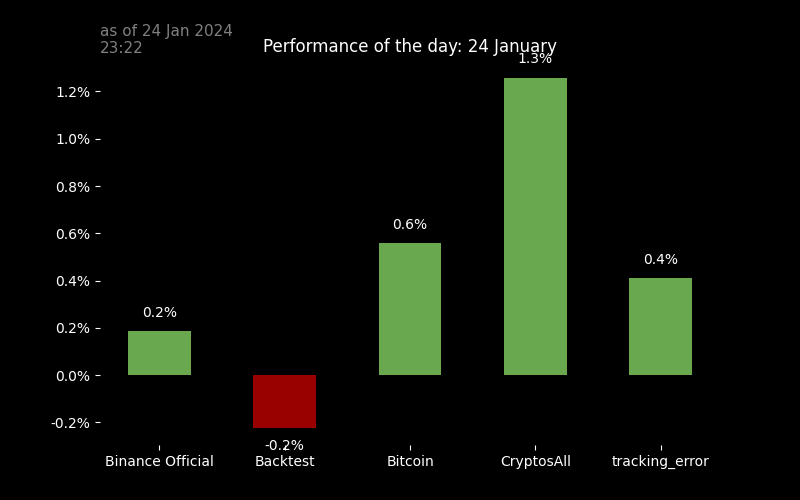 as of 24 Jan 2024
23:22
Performance of the day: 24 January
1.3%
1.2%
1.0%
0.8%
0.6%
0.6%
0.4%
0.4%
0.2%
0.2%
0.0%
-0.2%
-0.2%
Binance Official
Backtest
Bitcoin
CryptosAll
tracking_error